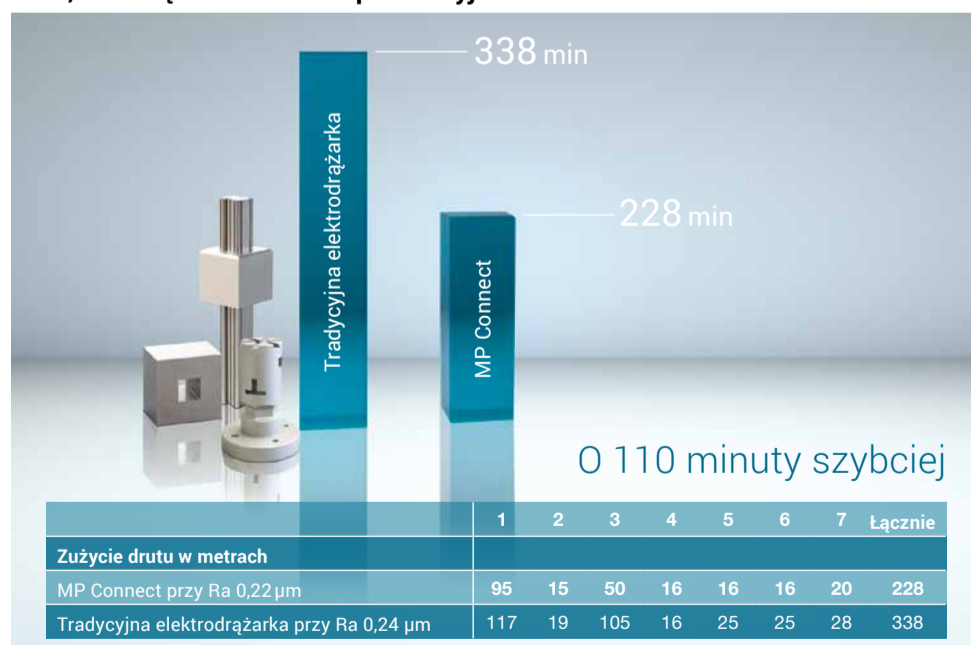 338 min
Tradycyjna elektrodrążarka
228 min
MP Connect
O 110 minuty szybciej
1 2 3 4 5 6 7 Łącznie
Zużycie drutu w metrach
MP Connect przy Ra 0,22 µm 95 15 50 16 16 16 20 228
Tradycyjna elektrodrążarka przy Ra 0,24 µm 117 19 105 16 25 25 28 338